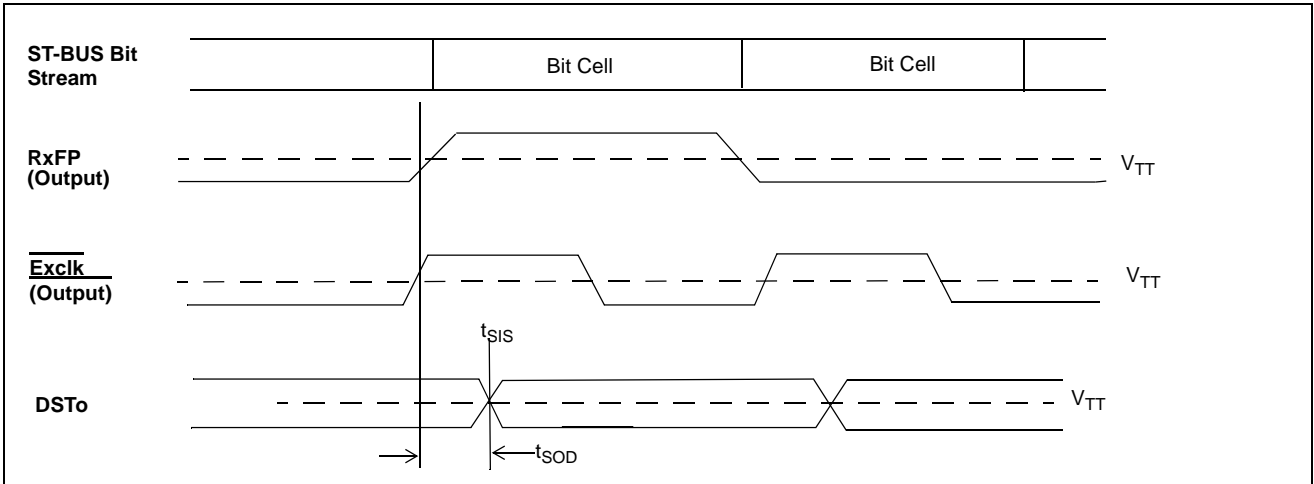 ST-BUS Bit
Stream
Bit Cell
Bit Cell
RxFP
(Output)
VTT
Exclk
(Output)
VTT
tSIS
DSTo
VTT
tSOD